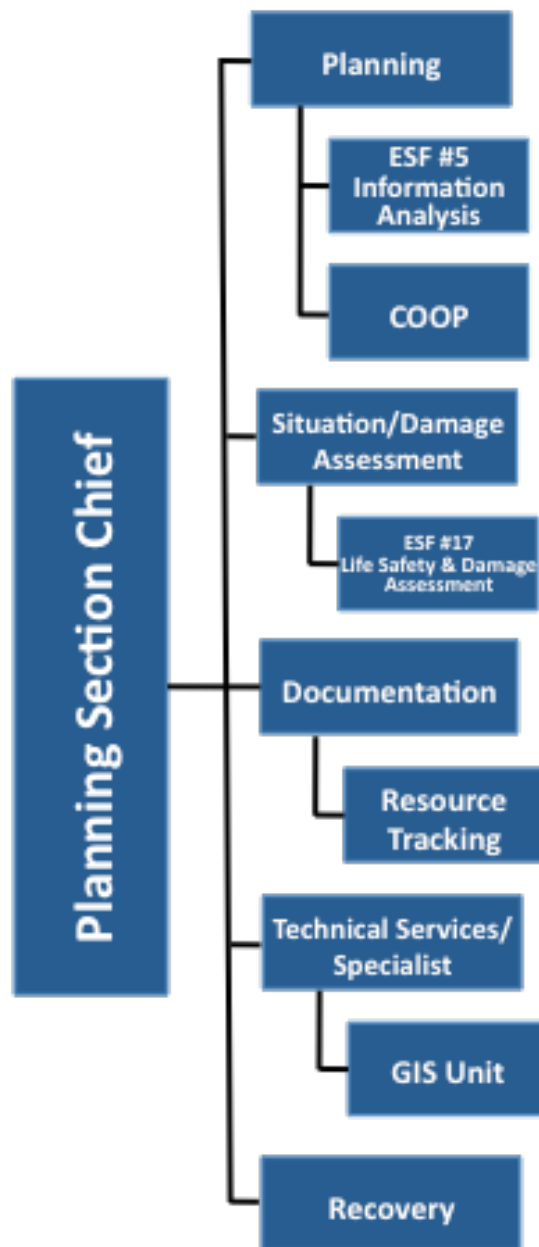 Planning Section Chief
Planning
ESF #5
Information
Analysis
COOP
Situation/Damage
Assessment
ESF #17
Life Safety & Damage
Assessment
Documentation
Resource
Tracking
Technical Services/
Specialist
GIS Unit
Recovery